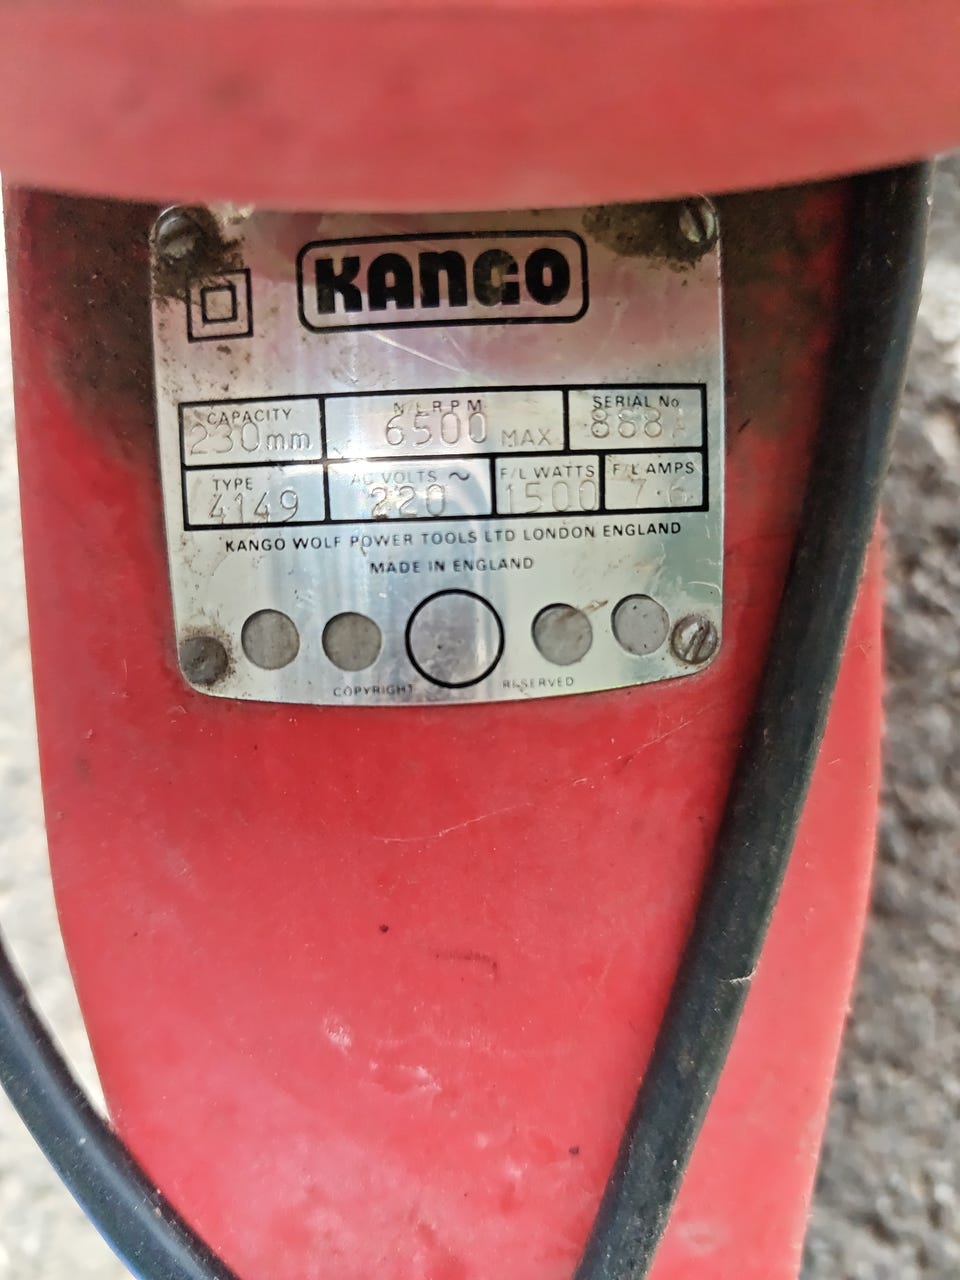 KANGO
CAPACITY N/L RPM SERIAL No
230mm 6500 MAX 868A
TYPE AC VOLTS ~ F/L WATTS F/L AMPS
4149 220 1500 7.6
KANGO WOLF POWER TOOLS LTD LONDON ENGLAND
MADE IN ENGLAND
COPYRIGHT RESERVED